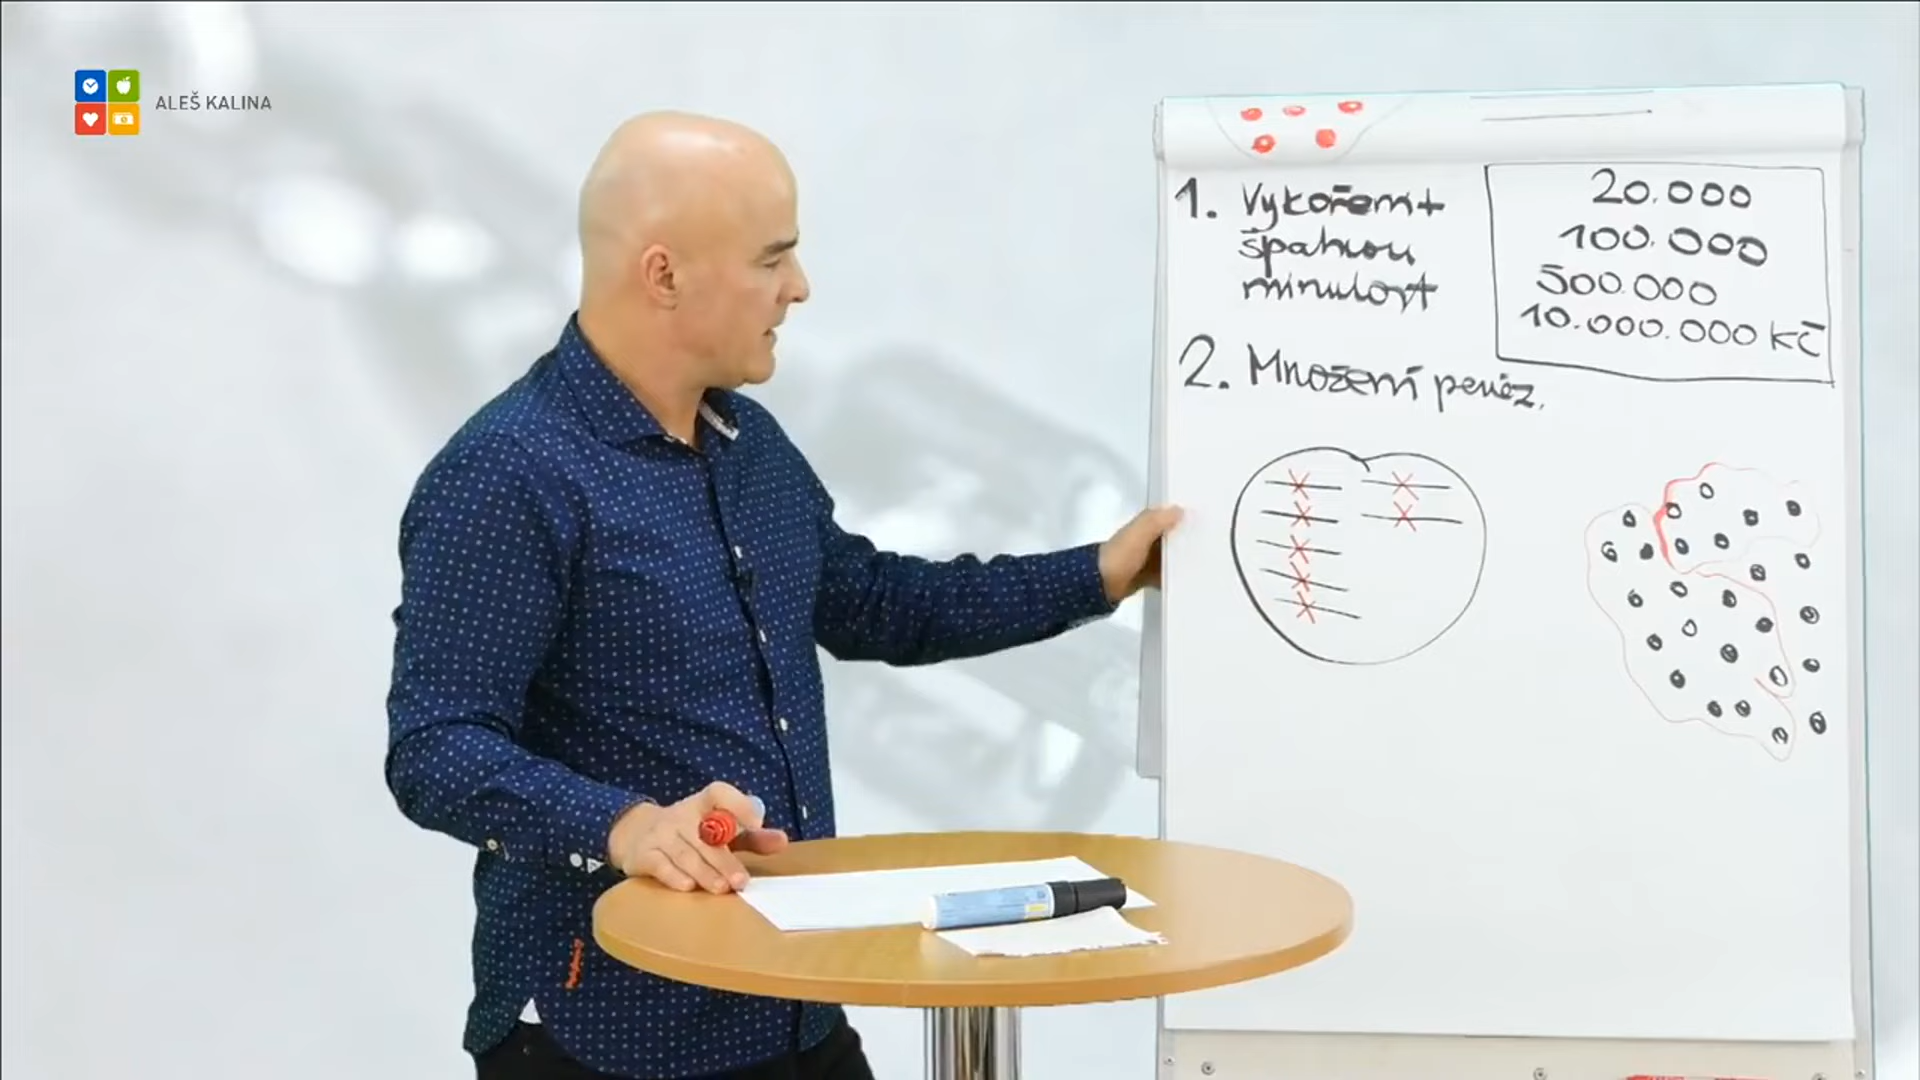 ALEŠ KALINA
1. Vykořenit
špatnou
minulost
20.000
100.000
500.000
10.000.000 KČ
2. Množení peněz.